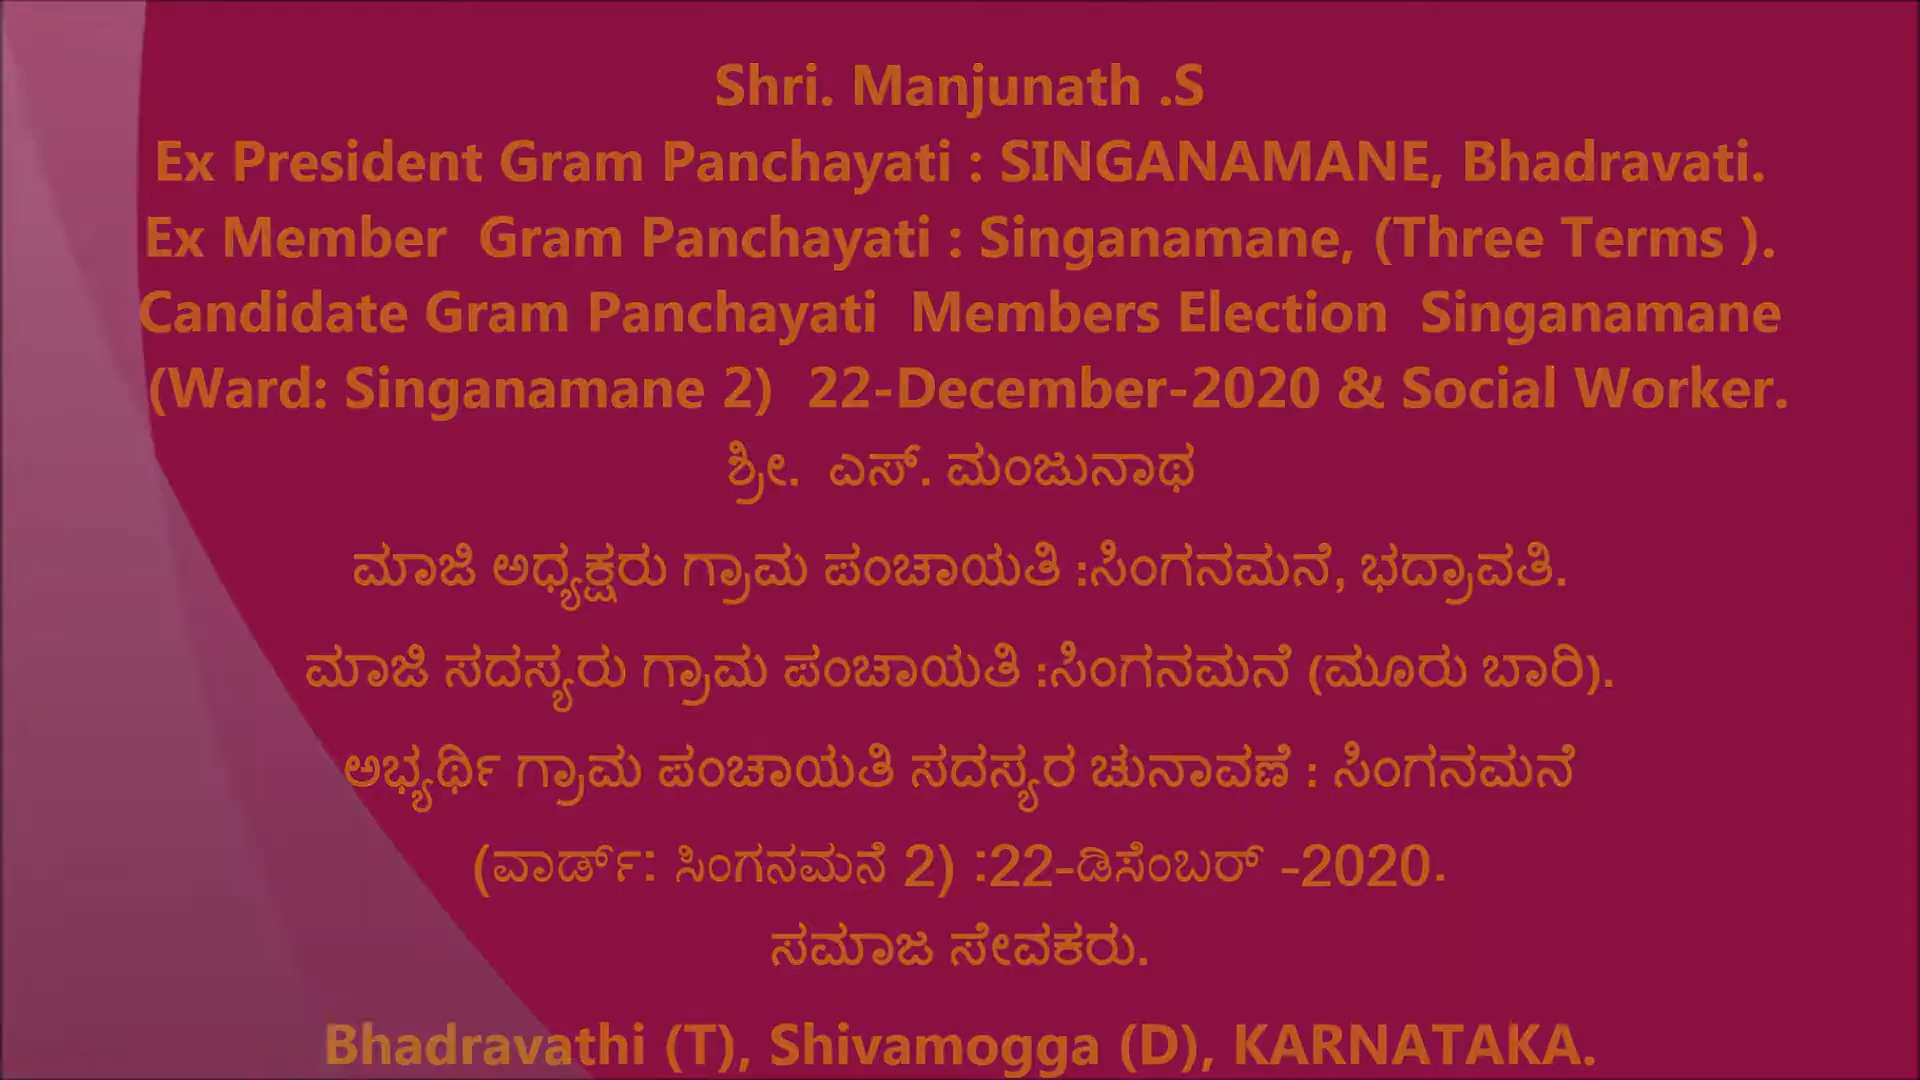 Shri. Manjunath .S
Ex President Gram Panchayati : SINGANAMANE, Bhadravati.
Ex Member Gram Panchayati : Singanamane, (Three Terms ).
Candidate Gram Panchayati Members Election Singanamane
(Ward: Singanamane 2) 22-December-2020 & Social Worker.
ಶ್ರೀ. ಎಸ್. ಮಂಜುನಾಥ
ಮಾಜಿ ಅಧ್ಯಕ್ಷರು ಗ್ರಾಮ ಪಂಚಾಯತಿ :ಸಿಂಗನಮನೆ, ಭದ್ರಾವತಿ.
ಮಾಜಿ ಸದಸ್ಯರು ಗ್ರಾಮ ಪಂಚಾಯತಿ :ಸಿಂಗನಮನೆ (ಮೂರು ಬಾರಿ).
ಅಭ್ಯರ್ಥಿ ಗ್ರಾಮ ಪಂಚಾಯತಿ ಸದಸ್ಯರ ಚುನಾವಣೆ : ಸಿಂಗನಮನೆ
(ವಾರ್ಡ್: ಸಿಂಗನಮನೆ 2) :22-ಡಿಸೆಂಬರ್ -2020.
ಸಮಾಜ ಸೇವಕರು.
Bhadravathi (T), Shivamogga (D), KARNATAKA.